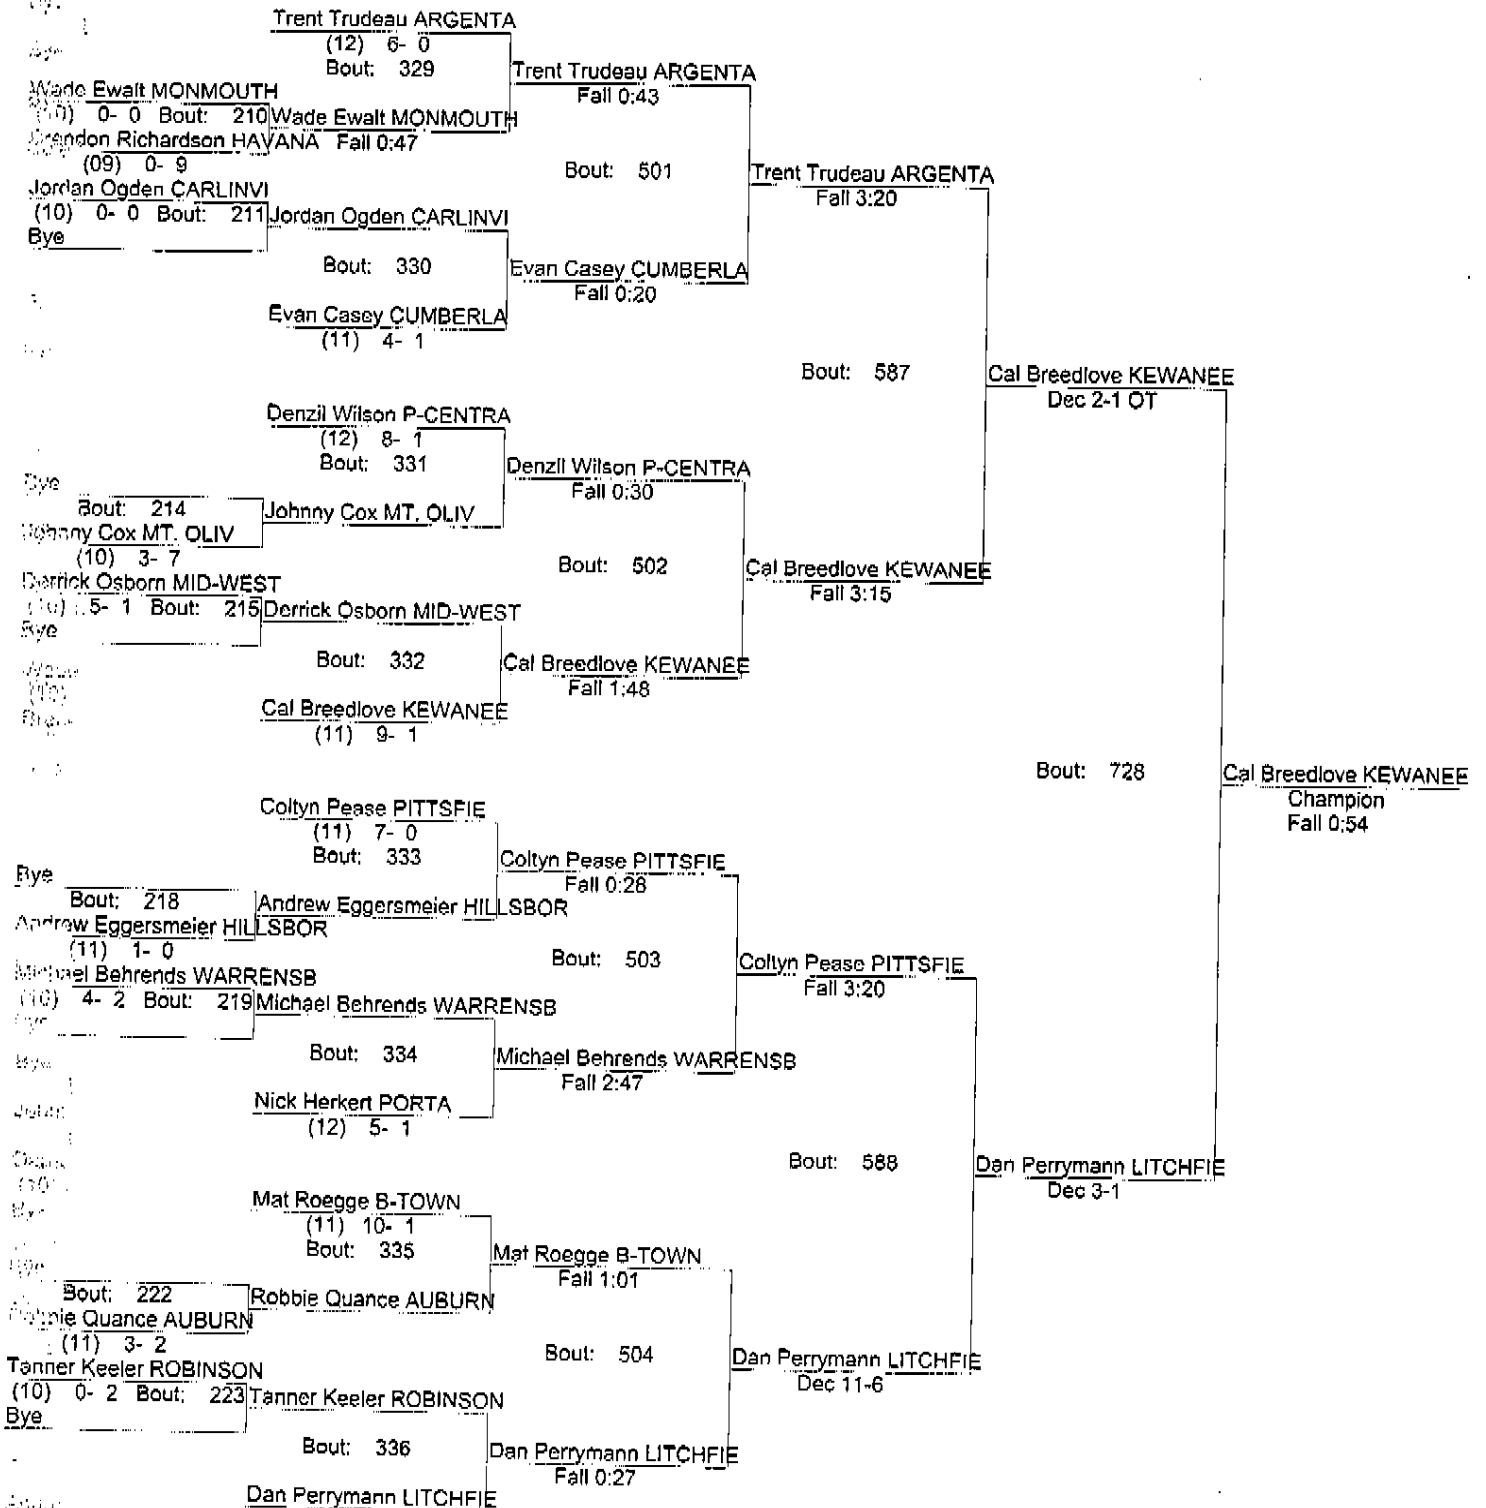 Trent Trudeau ARGENTA
(12) 6- 0
Bout: 329
Trent Trudeau ARGENTA
Fall 0:43
Wade Ewalt MONMOUTH
(10) 0- 0 Bout: 210
Wade Ewalt MONMOUTH
Fall 0:47
Richardson HAVANA
(09) 0- 9
Bout: 501
Trent Trudeau ARGENTA
Fall 3:20
Jordan Ogden CARLINVI
(10) 0- 0 Bout: 211
Jordan Ogden CARLINVI
Bye
Bout: 330
Evan Casey CUMBERLA
Fall 0:20
Evan Casey CUMBERLA
(11) 4- 1
Bout: 587
Cal Breedlove KEWANEE
Dec 2-1 OT
Denzil Wilson P-CENTRA
(12) 8- 1
Bout: 331
Denzil Wilson P-CENTRA
Fall 0:30
Bye
Bout: 214
Johnny Cox MT. OLIV
Johnny Cox MT. OLIV
(10) 3- 7
Bout: 502
Cal Breedlove KEWANEE
Fall 3:15
Derrick Osborn MID-WEST
(10) 5- 1 Bout: 215
Derrick Osborn MID-WEST
Bye
Bout: 332
Cal Breedlove KEWANEE
Fall 1:48
Cal Breedlove KEWANEE
(11) 9- 1
Bout: 728
Cal Breedlove KEWANEE
Champion
Fall 0:54
Coltyn Pease PITTSFIE
(11) 7- 0
Bout: 333
Coltyn Pease PITTSFIE
Fall 0:28
Bye
Bout: 218
Andrew Eggersmeier HILLSBOR
Andrew Eggersmeier HILLSBOR
(11) 1- 0
Bout: 503
Coltyn Pease PITTSFIE
Fall 3:20
Michael Behrends WARRENSB
(10) 4- 2 Bout: 219
Michael Behrends WARRENSB
Bout: 334
Michael Behrends WARRENSB
Fall 2:47
Nick Herkert PORTA
(12) 5- 1
Bout: 588
Dan Perrymann LITCHFIE
Dec 3-1
Mat Roegge B-TOWN
(11) 10- 1
Bout: 335
Mat Roegge B-TOWN
Fall 1:01
Bout: 222
Robbie Quance AUBURN
Robbie Quance AUBURN
(11) 3- 2
Bout: 504
Dan Perrymann LITCHFIE
Dec 11-6
Tanner Keeler ROBINSON
(10) 0- 2 Bout: 223
Tanner Keeler ROBINSON
Bye
Bout: 336
Dan Perrymann LITCHFIE
Fall 0:27
Dan Perrymann LITCHFIE